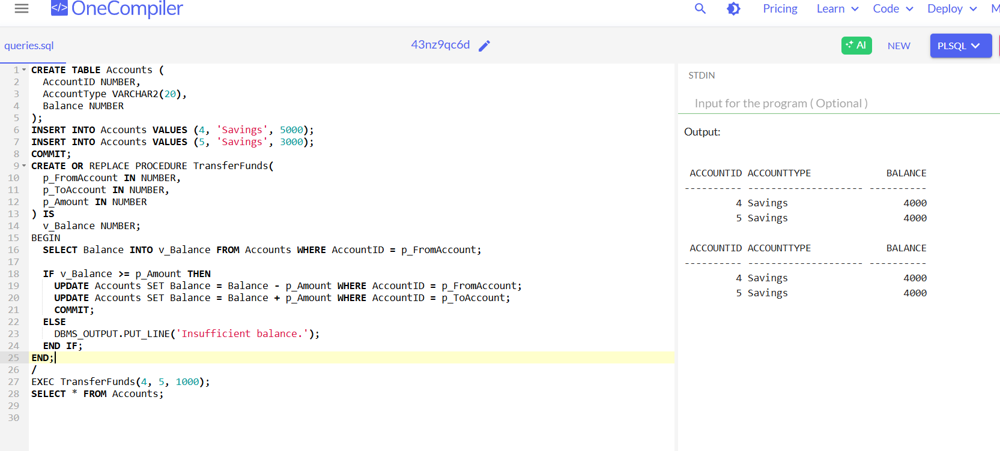 </> OneCompiler
Pricing Learn Code Deploy M
queries.sql
43nz9qc6d
AI NEW PLSQL
1 CREATE TABLE Accounts (
2   AccountID NUMBER,
3   AccountType VARCHAR2(20),
4   Balance NUMBER
5 );
6 INSERT INTO Accounts VALUES (4, 'Savings', 5000);
7 INSERT INTO Accounts VALUES (5, 'Savings', 3000);
8 COMMIT;
9 CREATE OR REPLACE PROCEDURE TransferFunds(
10   p_FromAccount IN NUMBER,
11   p_ToAccount IN NUMBER,
12   p_Amount IN NUMBER
13 ) IS
14   v_Balance NUMBER;
15 BEGIN
16   SELECT Balance INTO v_Balance FROM Accounts WHERE AccountID = p_FromAccount;
17
18   IF v_Balance >= p_Amount THEN
19     UPDATE Accounts SET Balance = Balance - p_Amount WHERE AccountID = p_FromAccount;
20     UPDATE Accounts SET Balance = Balance + p_Amount WHERE AccountID = p_ToAccount;
21     COMMIT;
22   ELSE
23     DBMS_OUTPUT.PUT_LINE('Insufficient balance.');
24   END IF;
25 END;
26 /
27 EXEC TransferFunds(4, 5, 1000);
28 SELECT * FROM Accounts;
29
30
STDIN
Input for the program ( Optional )
Output:
ACCOUNTID ACCOUNTTYPE BALANCE
---------- -------------------- ----------
4 Savings 4000
5 Savings 4000
ACCOUNTID ACCOUNTTYPE BALANCE
---------- -------------------- ----------
4 Savings 4000
5 Savings 4000